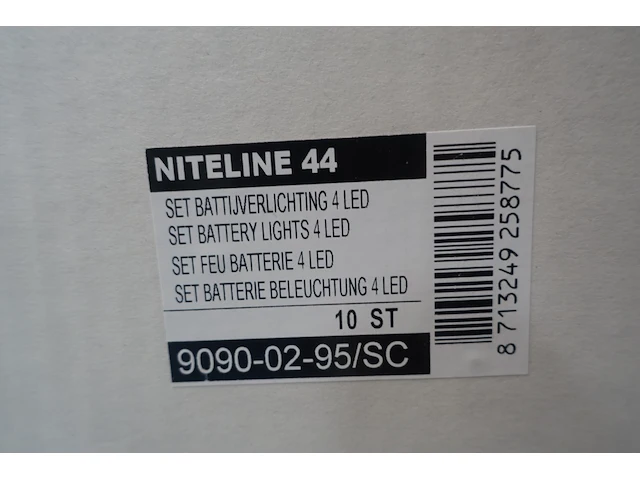 NITELINE 44
SET BATTIJVERLICHTING 4 LED
SET BATTERY LIGHTS 4 LED
SET FEU BATTERIE 4 LED
SET BATTERIE BELEUCHTUNG 4 LED
10 ST
9090-02-95/SC
8 713249 258775